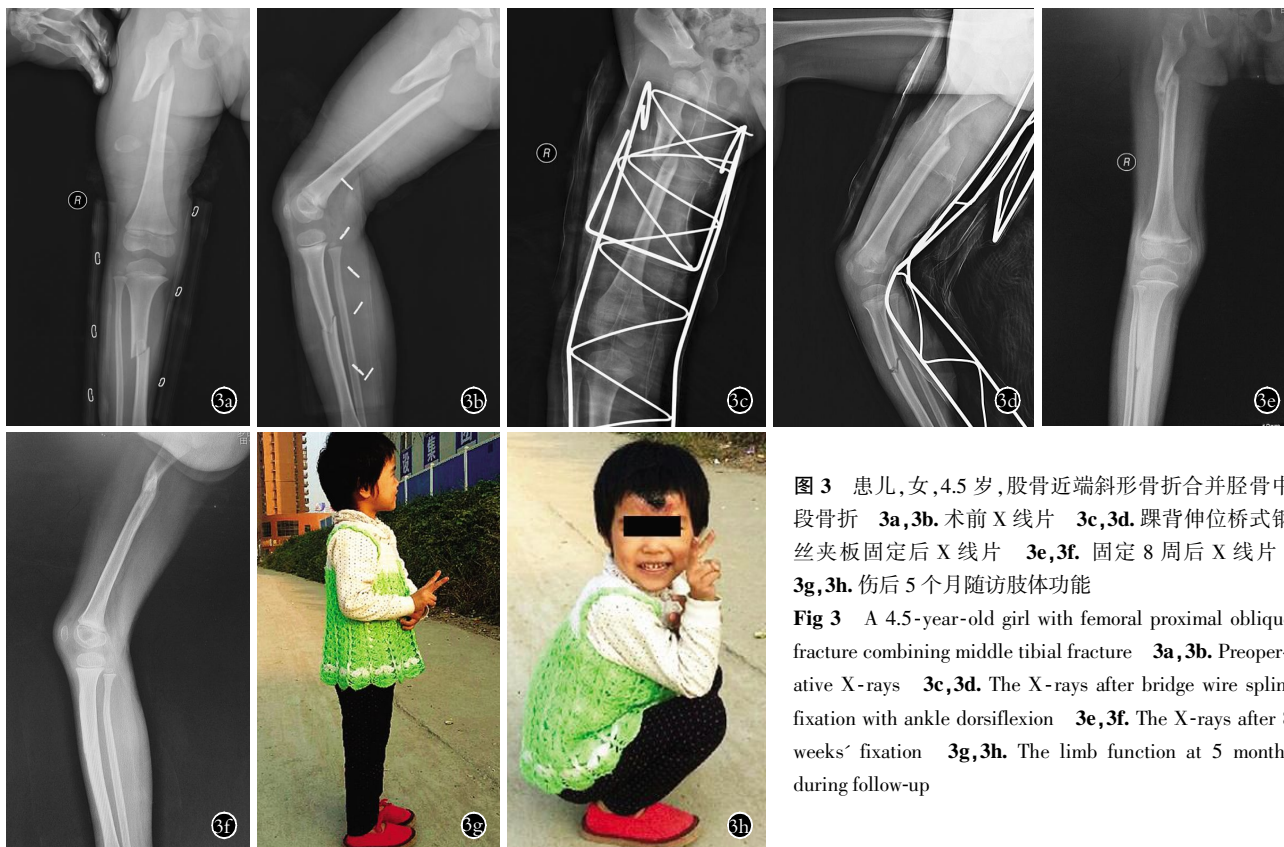 R
3a
3b
R
3c
3d
R
3e
3f
3g
3h
图 3 患儿,女,4.5 岁,股骨近端斜形骨折合并胫骨中
段骨折 3a,3b. 术前 X 线片 3c,3d. 踝背伸位桥式钢
丝夹板固定后 X 线片 3e,3f. 固定 8 周后 X 线片
3g,3h. 伤后 5 个月随访肢体功能
Fig 3 A 4.5-year-old girl with femoral proximal obliqu
fracture combining middle tibial fracture 3a,3b. Preoper-
ative X-rays 3c,3d. The X-rays after bridge wire splin
fixation with ankle dorsiflexion 3e,3f. The X-rays after
weeks´ fixation 3g,3h. The limb function at 5 month
during follow-up